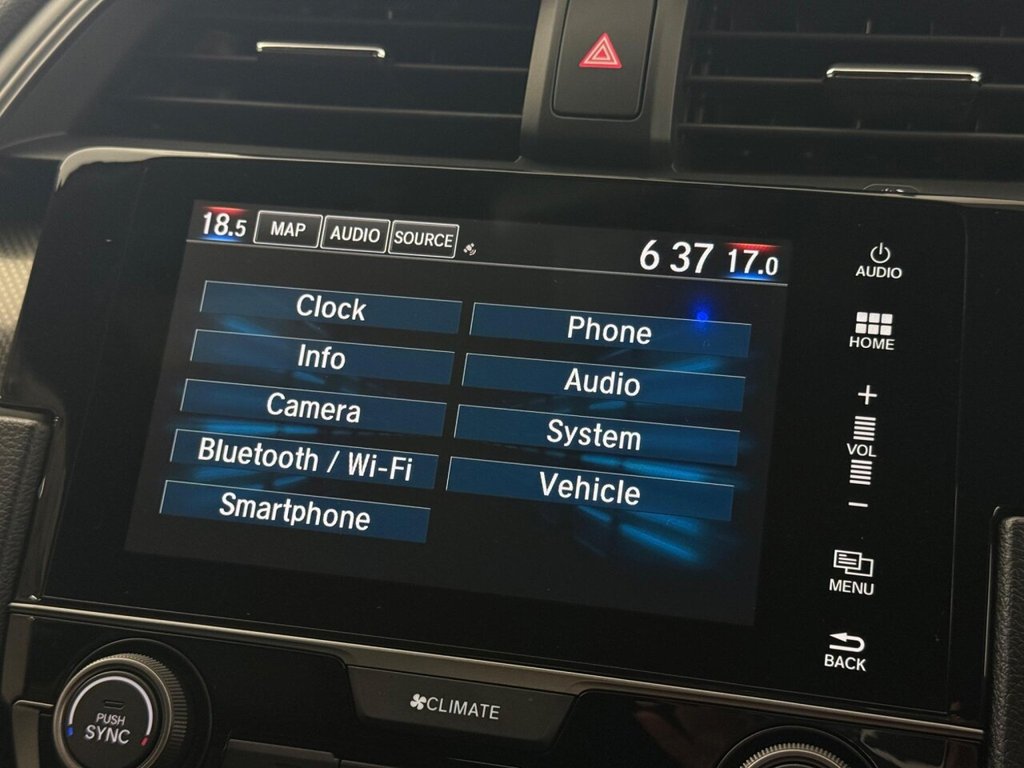 18.5 MAP AUDIO SOURCE 6 37 17.0
Clock
Phone
Info
Audio
Camera
System
Bluetooth / Wi-Fi
Vehicle
Smartphone
AUDIO
HOME
+
VOL
−
MENU
BACK
PUSH
SYNC
CLIMATE